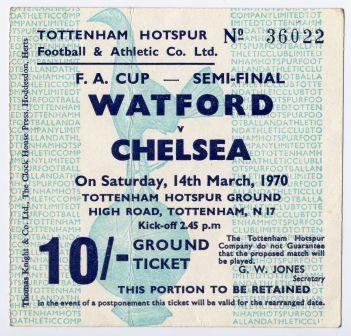 TOTTENHAM HOTSPUR
Football & Athletic Co. Ltd.
Nº 36022
F. A. CUP — SEMI-FINAL
WATFORD
v
CHELSEA
On Saturday, 14th March, 1970
TOTTENHAM HOTSPUR GROUND
HIGH ROAD, TOTTENHAM, N 17
Kick-off 2.45 p.m
10/-
GROUND
TICKET
The Tottenham Hotspur
Company do not Guarantee
that the proposed match will
be played.
G. W. JONES
Secretary
THIS PORTION TO BE RETAINED
In the event of a postponement this ticket will be valid for the rearranged date.
Thomas Knight & Co. Ltd., The Clock House Press, Hoddesdon, Herts